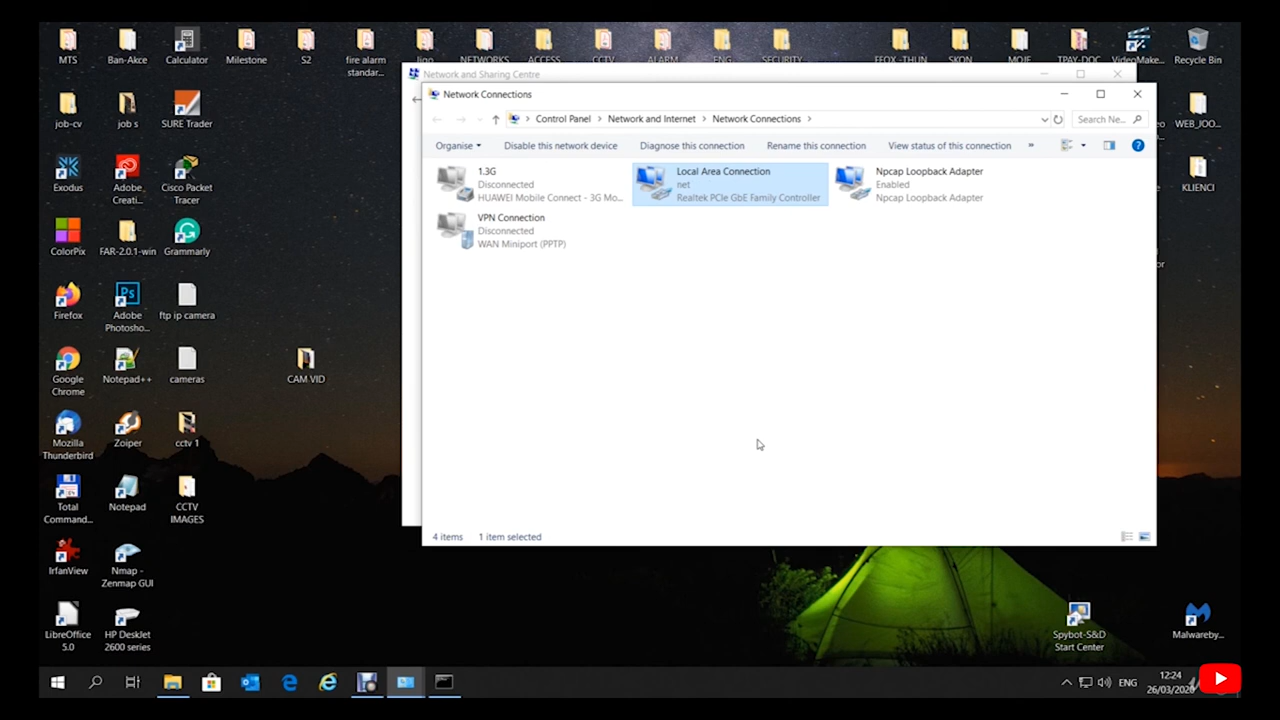 MTS
Ban-Akce
Calculator
Milestone
S2
fire alarm
standar...
NETWORKS
ACCESS
CCTV
ALARM
ENG
SECURITY
SKON
MOJE
TPAY-DOC
VideoMake...
Recycle Bin
Network and Sharing Centre
Network Connections
Control Panel
Network and Internet
Network Connections
Search Ne...
Organise
Disable this network device
Diagnose this connection
Rename this connection
View status of this connection
»
1.3G
Disconnected
HUAWEI Mobile Connect - 3G Mo...
Local Area Connection
net
Realtek PCIe GbE Family Controller
Npcap Loopback Adapter
Enabled
Npcap Loopback Adapter
VPN Connection
Disconnected
WAN Miniport (PPTP)
4 items
1 item selected
job-cv
job s
SURE Trader
WEB_JOO...
Exodus
Adobe
Creati...
Cisco Packet
Tracer
KLIENCI
ColorPix
FAR-2.0.1-win
Grammarly
Firefox
Adobe
Photosho...
ftp ip camera
Google
Chrome
Notepad++
cameras
CAM VID
Mozilla
Thunderbird
Zoiper
cctv 1
Total
Comman...
Notepad
CCTV
IMAGES
IrfanView
Nmap -
Zenmap GUI
LibreOffice
5.0
HP DeskJet
2600 series
Spybot-S&D
Start Center
Malwareby...
ENG
12:24